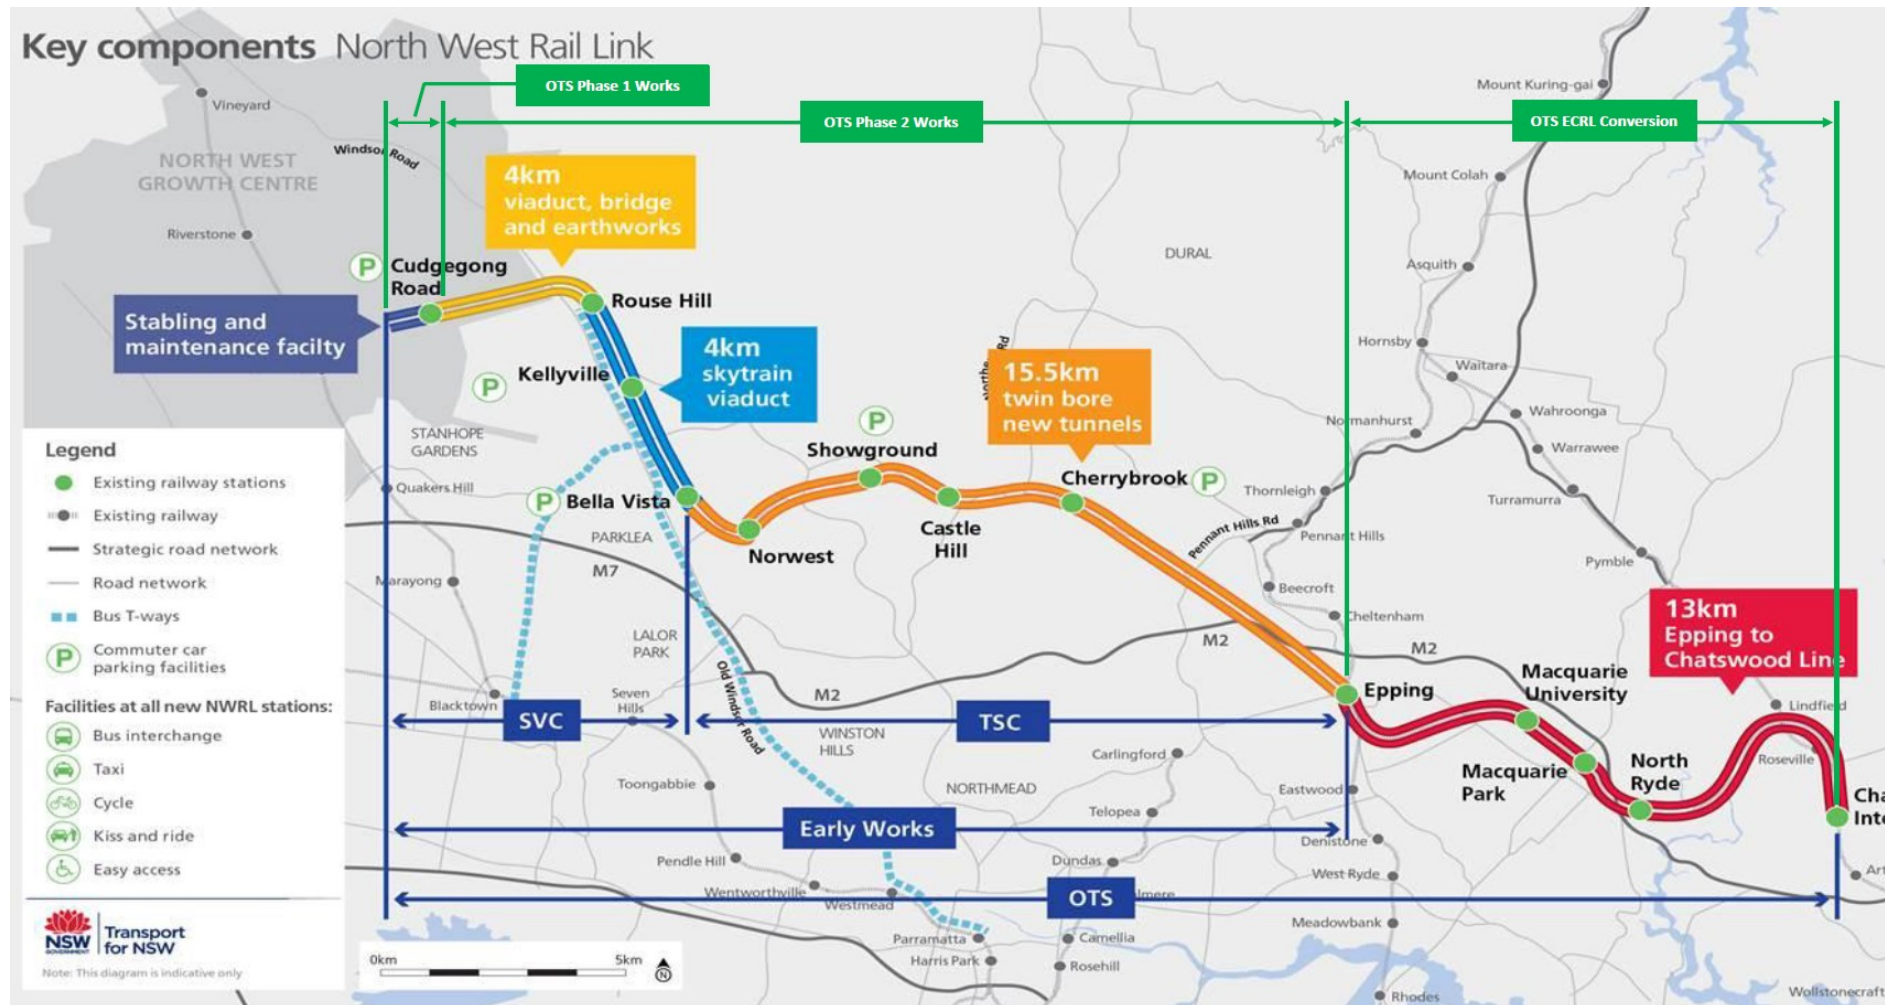 Key components North West Rail Link
OTS Phase 1 Works
OTS Phase 2 Works
OTS ECRL Conversion
Vineyard
Mount Kuring-gai
Windsor Road
NORTH WEST
GROWTH CENTRE
4km
viaduct, bridge
and earthworks
Mount Colah
Riverstone
DURAL
P
Cudgegong
Road
Asquith
Stabling and
maintenance facilty
Rouse Hill
4km
skytrain
viaduct
Kellyville
P
Hornsby
Waitara
15.5km
twin bore
new tunnels
P
Showground
Normanhurst
Wahroonga
Warrawee
STANHOPE
GARDENS
Cherrybrook
P
Thornleigh
Turramurra
Quakers Hill
P
Bella Vista
PARKLEA
Norwest
Castle
Hill
Pennant Hills Rd
Pennant Hills
Pymble
M7
Marayong
Beecroft
Cheltenham
LALOR
PARK
M2
M2
13km
Epping to
Chatswood Line
Old Windsor Road
M2
Epping
Macquarie
University
Lindfield
Blacktown
Seven
Hills
SVC
TSC
WINSTON
HILLS
Carlingford
Macquarie
Park
North
Ryde
Roseville
Toongabbie
NORTHMEAD
Eastwood
Telopea
Cha
Inte
Early Works
Denistone
Pendle Hill
Dundas
West Ryde
Art
Wentworthville
Westmead
OTS
lmere
Meadowbank
Parramatta
Camellia
Harris Park
Rosehill
Rhodes
Wollstonecraft
Legend
Existing railway stations
Existing railway
Strategic road network
Road network
Bus T-ways
P
Commuter car
parking facilities
Facilities at all new NWRL stations:
Bus interchange
Taxi
Cycle
Kiss and ride
Easy access
NSW
GOVERNMENT
Transport
for NSW
Note: This diagram is indicative only
0km 5km
N